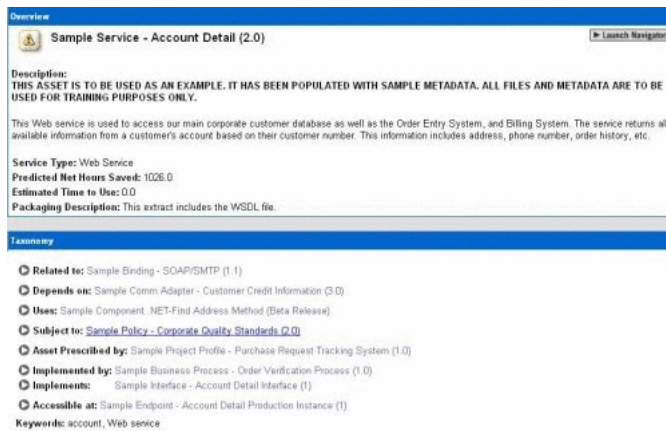 Overview
Sample Service - Account Detail (2.0)
Launch Navigator
Description:
THIS ASSET IS TO BE USED AS AN EXAMPLE. IT HAS BEEN POPULATED WITH SAMPLE METADATA. ALL FILES AND METADATA ARE TO BE
USED FOR TRAINING PURPOSES ONLY.
This Web service is used to access our main corporate customer database as well as the Order Entry System, and Billing System. The service returns all
available information from a customer's account based on their customer number. This information includes address, phone number, order history, etc.
Service Type: Web Service
Predicted Net Hours Saved: 1026.0
Estimated Time to Use: 0.0
Packaging Description: This extract includes the WSDL file.
Taxonomy
Related to: Sample Binding - SOAP/SMTP (1.1)
Depends on: Sample Comm Adapter - Customer Credit Information (3.0)
Uses: Sample Component .NET-Find Address Method (Beta Release)
Subject to: Sample Policy - Corporate Quality Standards (2.0)
Asset Prescribed by: Sample Project Profile - Purchase Request Tracking System (1.0)
Implemented by: Sample Business Process - Order Verification Process (1.0)
Implements: Sample Interface - Account Detail Interface (1)
Accessible at: Sample Endpoint - Account Detail Production Instance (1)
Keywords: account, Web service